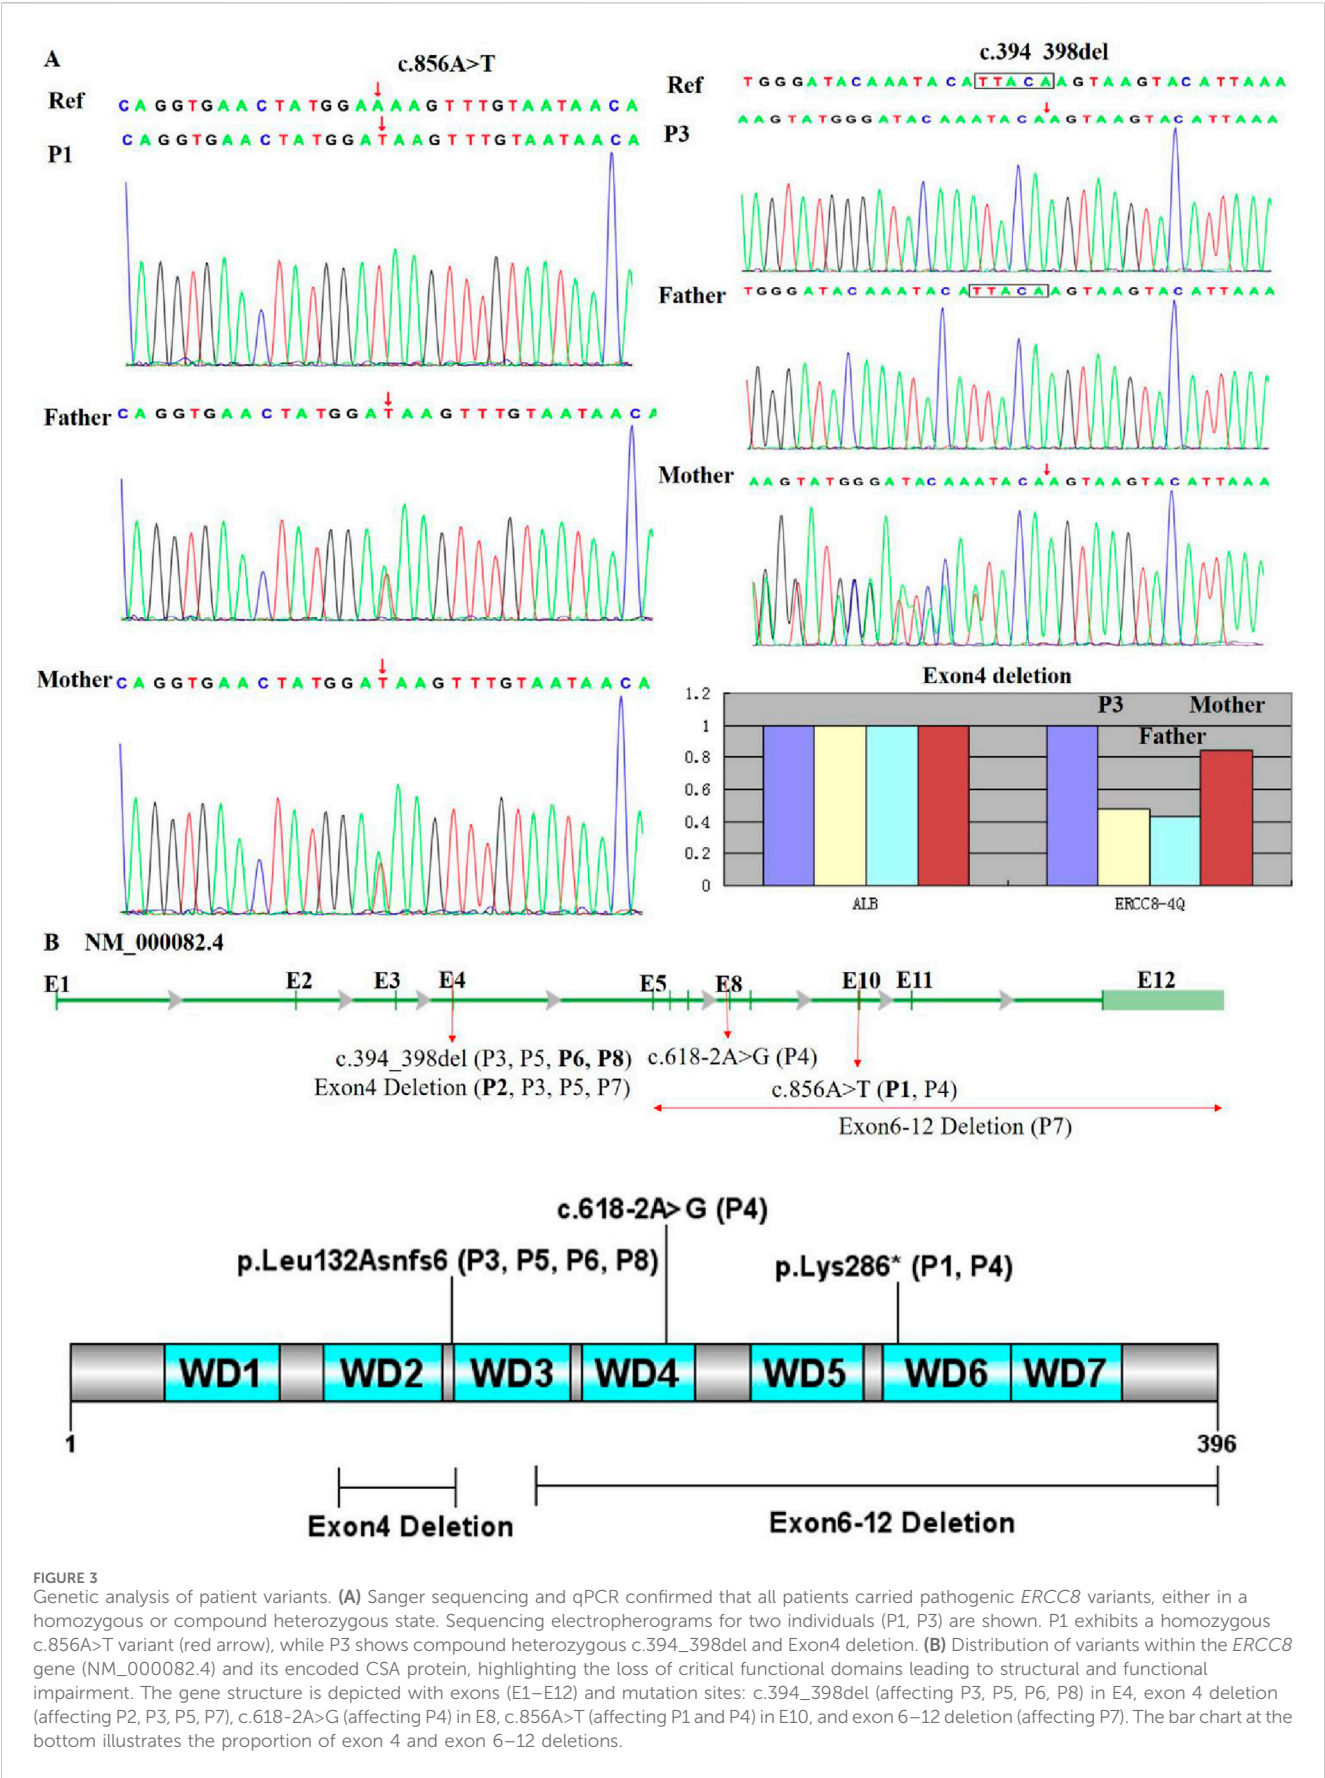 A
c.856A>T
Ref CAGGTGAACTATGGAAAAGTTTGTAATAACA
P1 CAGGTGAACTATGGATAAGTTTGTAATAACA
Father CAGGTGAACTATGGATAAGTTTGTAATAACA
Mother CAGGTGAACTATGGATAAGTTTGTAATAACA
c.394_398del
Ref TGGGATACAAATACATTACAAGTAAGTACATTAAA
P3 AAGTATGGGATACAAATACAAGTAAGTACATTAAA
Father TGGGATACAAATACATTACAAGTAAGTACATTAAA
Mother AAGTATGGGATACAAATACAAGTAAGTACATTAAA
Exon4 deletion
1.2
1
0.8
0.6
0.4
0.2
0
P3
Father
Mother
ALB
ERCC8-4Q
B NM_000082.4
E1 E2 E3 E4 E5 E8 E10 E11 E12
c.394_398del (P3, P5, P6, P8) c.618-2A>G (P4)
Exon4 Deletion (P2, P3, P5, P7) c.856A>T (P1, P4)
Exon6-12 Deletion (P7)
c.618-2A>G (P4)
p.Leu132Asnfs6 (P3, P5, P6, P8)
p.Lys286* (P1, P4)
WD1 WD2 WD3 WD4 WD5 WD6 WD7
1 396
Exon4 Deletion
Exon6-12 Deletion
FIGURE 3
Genetic analysis of patient variants. (A) Sanger sequencing and qPCR confirmed that all patients carried pathogenic ERCC8 variants, either in a
homozygous or compound heterozygous state. Sequencing electropherograms for two individuals (P1, P3) are shown. P1 exhibits a homozygous
c.856A>T variant (red arrow), while P3 shows compound heterozygous c.394_398del and Exon4 deletion. (B) Distribution of variants within the ERCC8
gene (NM_000082.4) and its encoded CSA protein, highlighting the loss of critical functional domains leading to structural and functional
impairment. The gene structure is depicted with exons (E1–E12) and mutation sites: c.394_398del (affecting P3, P5, P6, P8) in E4, exon 4 deletion
(affecting P2, P3, P5, P7), c.618-2A>G (affecting P4) in E8, c.856A>T (affecting P1 and P4) in E10, and exon 6–12 deletion (affecting P7). The bar chart at the
bottom illustrates the proportion of exon 4 and exon 6–12 deletions.